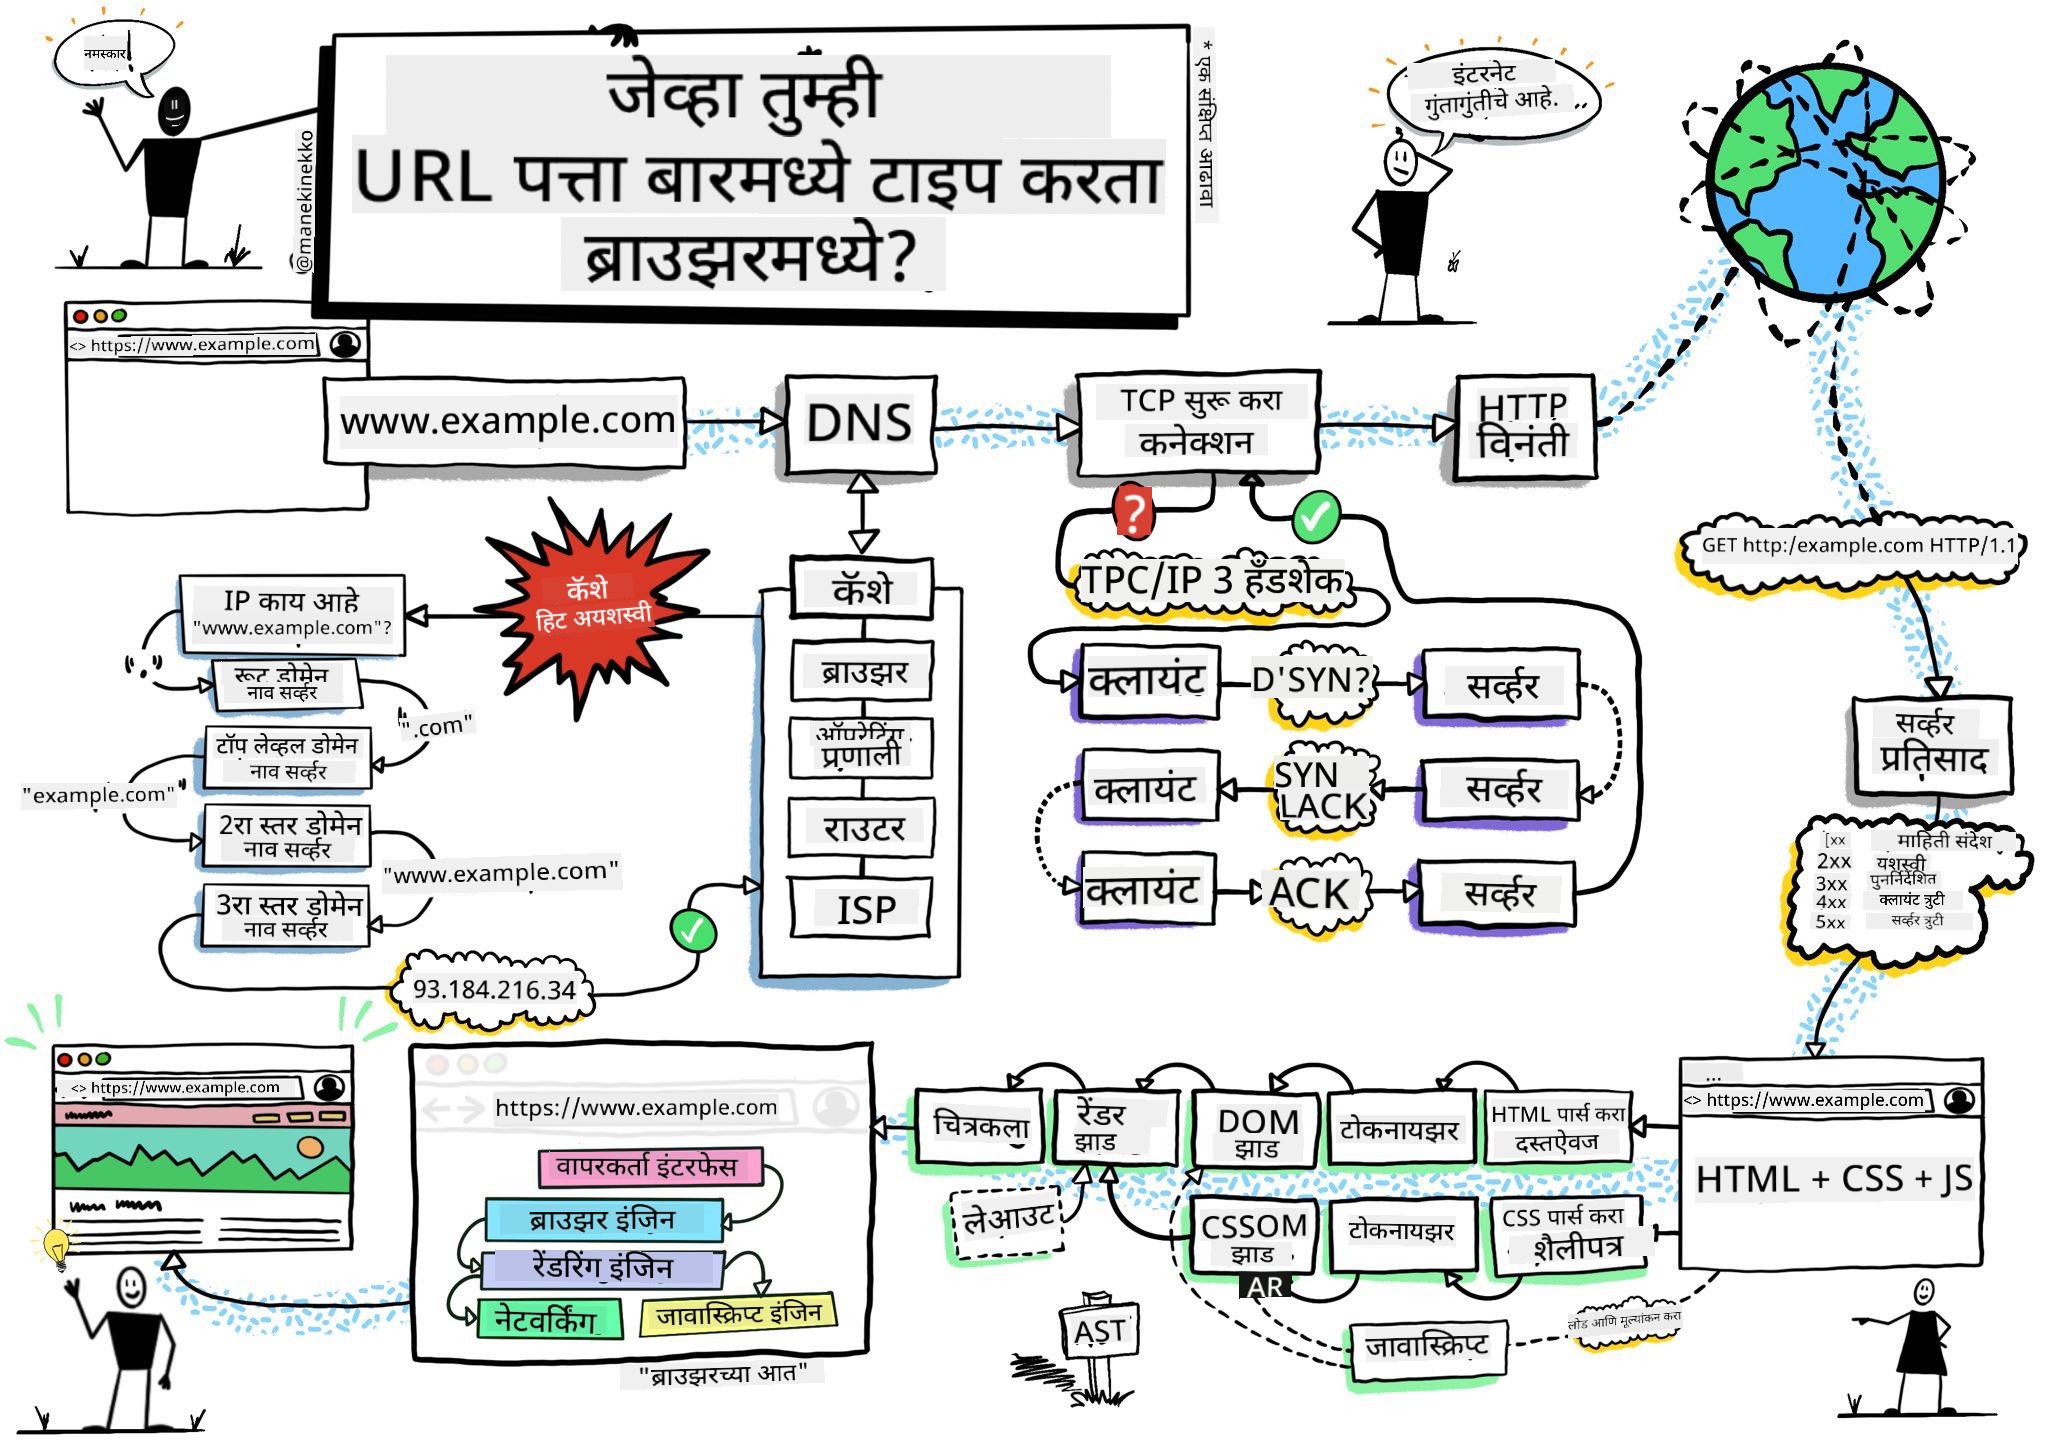 नमस्कार!
@manekinekko
जेव्हा तुम्ही
URL पत्ता बारमध्ये टाइप करता
ब्राउझरमध्ये?
* एक संक्षिप्त आढावा
इंटरनेट
गुंतागुंतीचे आहे.
<> https://www.example.com
www.example.com
DNS
TCP सुरू करा
कनेक्शन
HTTP
विनंती
?
TPC/IP 3 हँडशेक
GET http:/example.com HTTP/1.1
कॅशे
हिट अयशस्वी
IP काय आहे
"www.example.com"?
रूट डोमेन
नाव सर्व्हर
".com"
टॉप लेव्हल डोमेन
नाव सर्व्हर
"example.com"
2रा स्तर डोमेन
नाव सर्व्हर
"www.example.com"
3रा स्तर डोमेन
नाव सर्व्हर
93.184.216.34
कॅशे
ब्राउझर
ऑपरेटिंग
प्रणाली
राउटर
ISP
क्लायंट
D'SYN?
सर्व्हर
क्लायंट
SYN
LACK
सर्व्हर
क्लायंट
ACK
सर्व्हर
सर्व्हर
प्रतिसाद
[xx माहिती संदेश
2xx यशस्वी
3xx पुनर्निर्देशित
4xx क्लायंट त्रुटी
5xx सर्व्हर त्रुटी
...
<> https://www.example.com
HTML + CSS + JS
HTML पार्स करा
दस्तऐवज
टोकनायझर
DOM
झाड
रेंडर
झाड
चित्रकला
लेआउट
CSS पार्स करा
शैलीपत्र
टोकनायझर
CSSOM
झाड
AR
जावास्क्रिप्ट
लोड आणि मूल्यांकन करा
AST
https://www.example.com
वापरकर्ता इंटरफेस
ब्राउझर इंजिन
रेंडरिंग इंजिन
नेटवर्किंग
जावास्क्रिप्ट इंजिन
"ब्राउझरच्या आत"
<> https://www.example.com